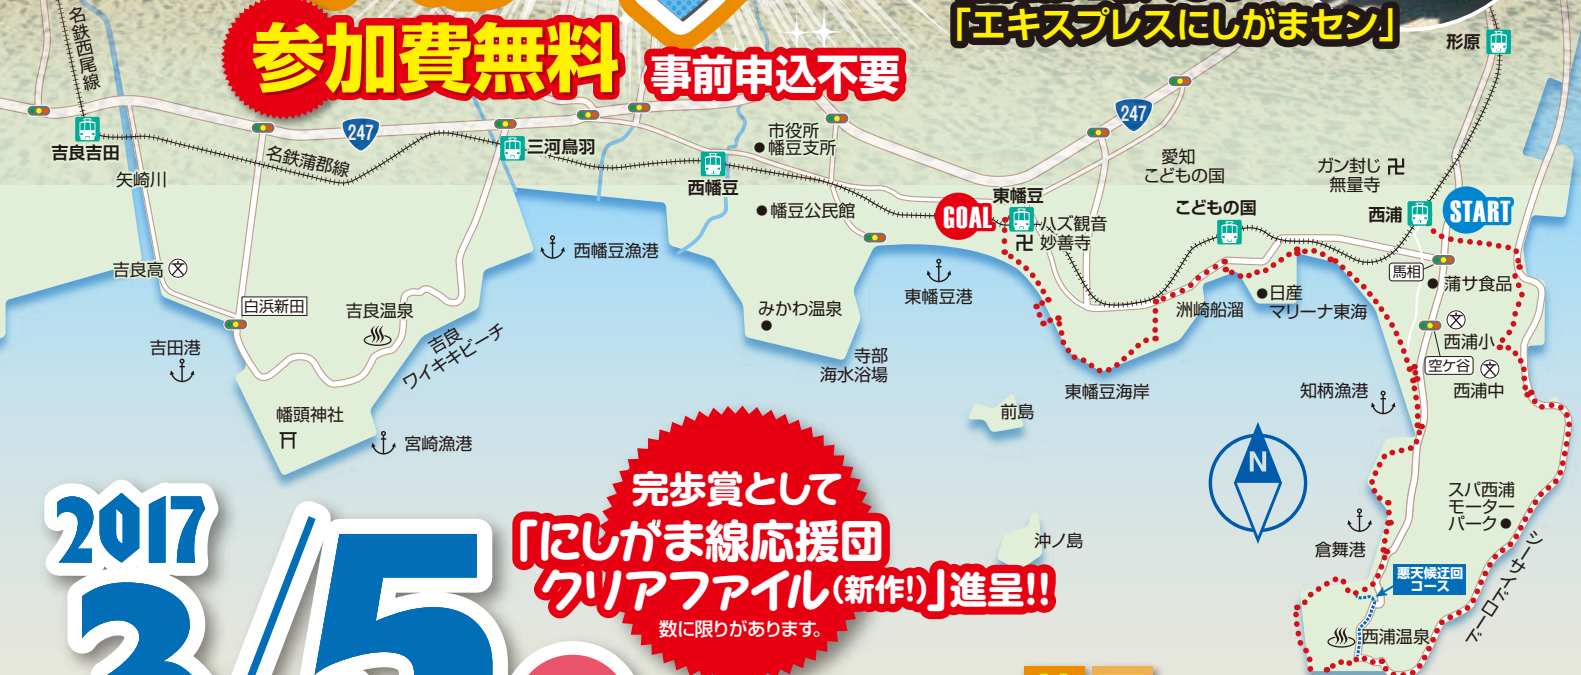 「エキスプレスにしがまセン」
参加費無料
事前申込不要
名鉄西尾線
形原
247
247
吉良吉田
名鉄蒲郡線
三河鳥羽
矢崎川
市役所
幡豆支所
西幡豆
幡豆公民館
愛知
こどもの国
ガン封じ
無量寺
GOAL
東幡豆
ハズ観音
妙善寺
こどもの国
西浦
START
西幡豆漁港
吉良高
文
白浜新田
吉良温泉
吉良
ワイキキビーチ
吉田港
みかわ温泉
東幡豆港
寺部
海水浴場
洲崎船溜
日産
マリーナ東海
馬相
蒲サ食品
文
西浦小
空ケ谷
文
西浦中
東幡豆海岸
知柄漁港
前島
幡頭神社
宮崎漁港
N
スパ西浦
モーター
パーク
沖ノ島
倉舞港
シーサイドロード
悪天候迂回
コース
西浦温泉
2017
3/5
完歩賞として
「にしがま線応援団
クリアファイル(新作!)」進呈!!
数に限りがあります。